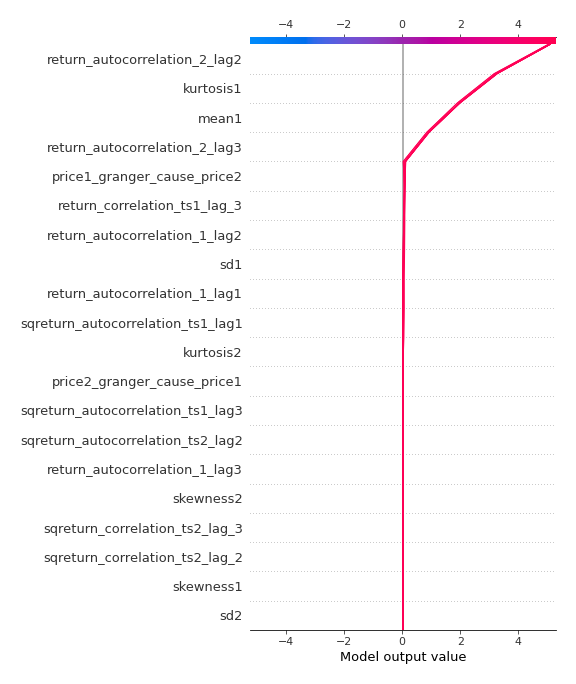 −4 −2 0 2 4
return_autocorrelation_2_lag2
kurtosis1
mean1
return_autocorrelation_2_lag3
price1_granger_cause_price2
return_correlation_ts1_lag_3
return_autocorrelation_1_lag2
sd1
return_autocorrelation_1_lag1
sqreturn_autocorrelation_ts1_lag1
kurtosis2
price2_granger_cause_price1
sqreturn_autocorrelation_ts1_lag3
sqreturn_autocorrelation_ts2_lag2
return_autocorrelation_1_lag3
skewness2
sqreturn_correlation_ts2_lag_3
sqreturn_correlation_ts2_lag_2
skewness1
sd2
−4 −2 0 2 4
Model output value